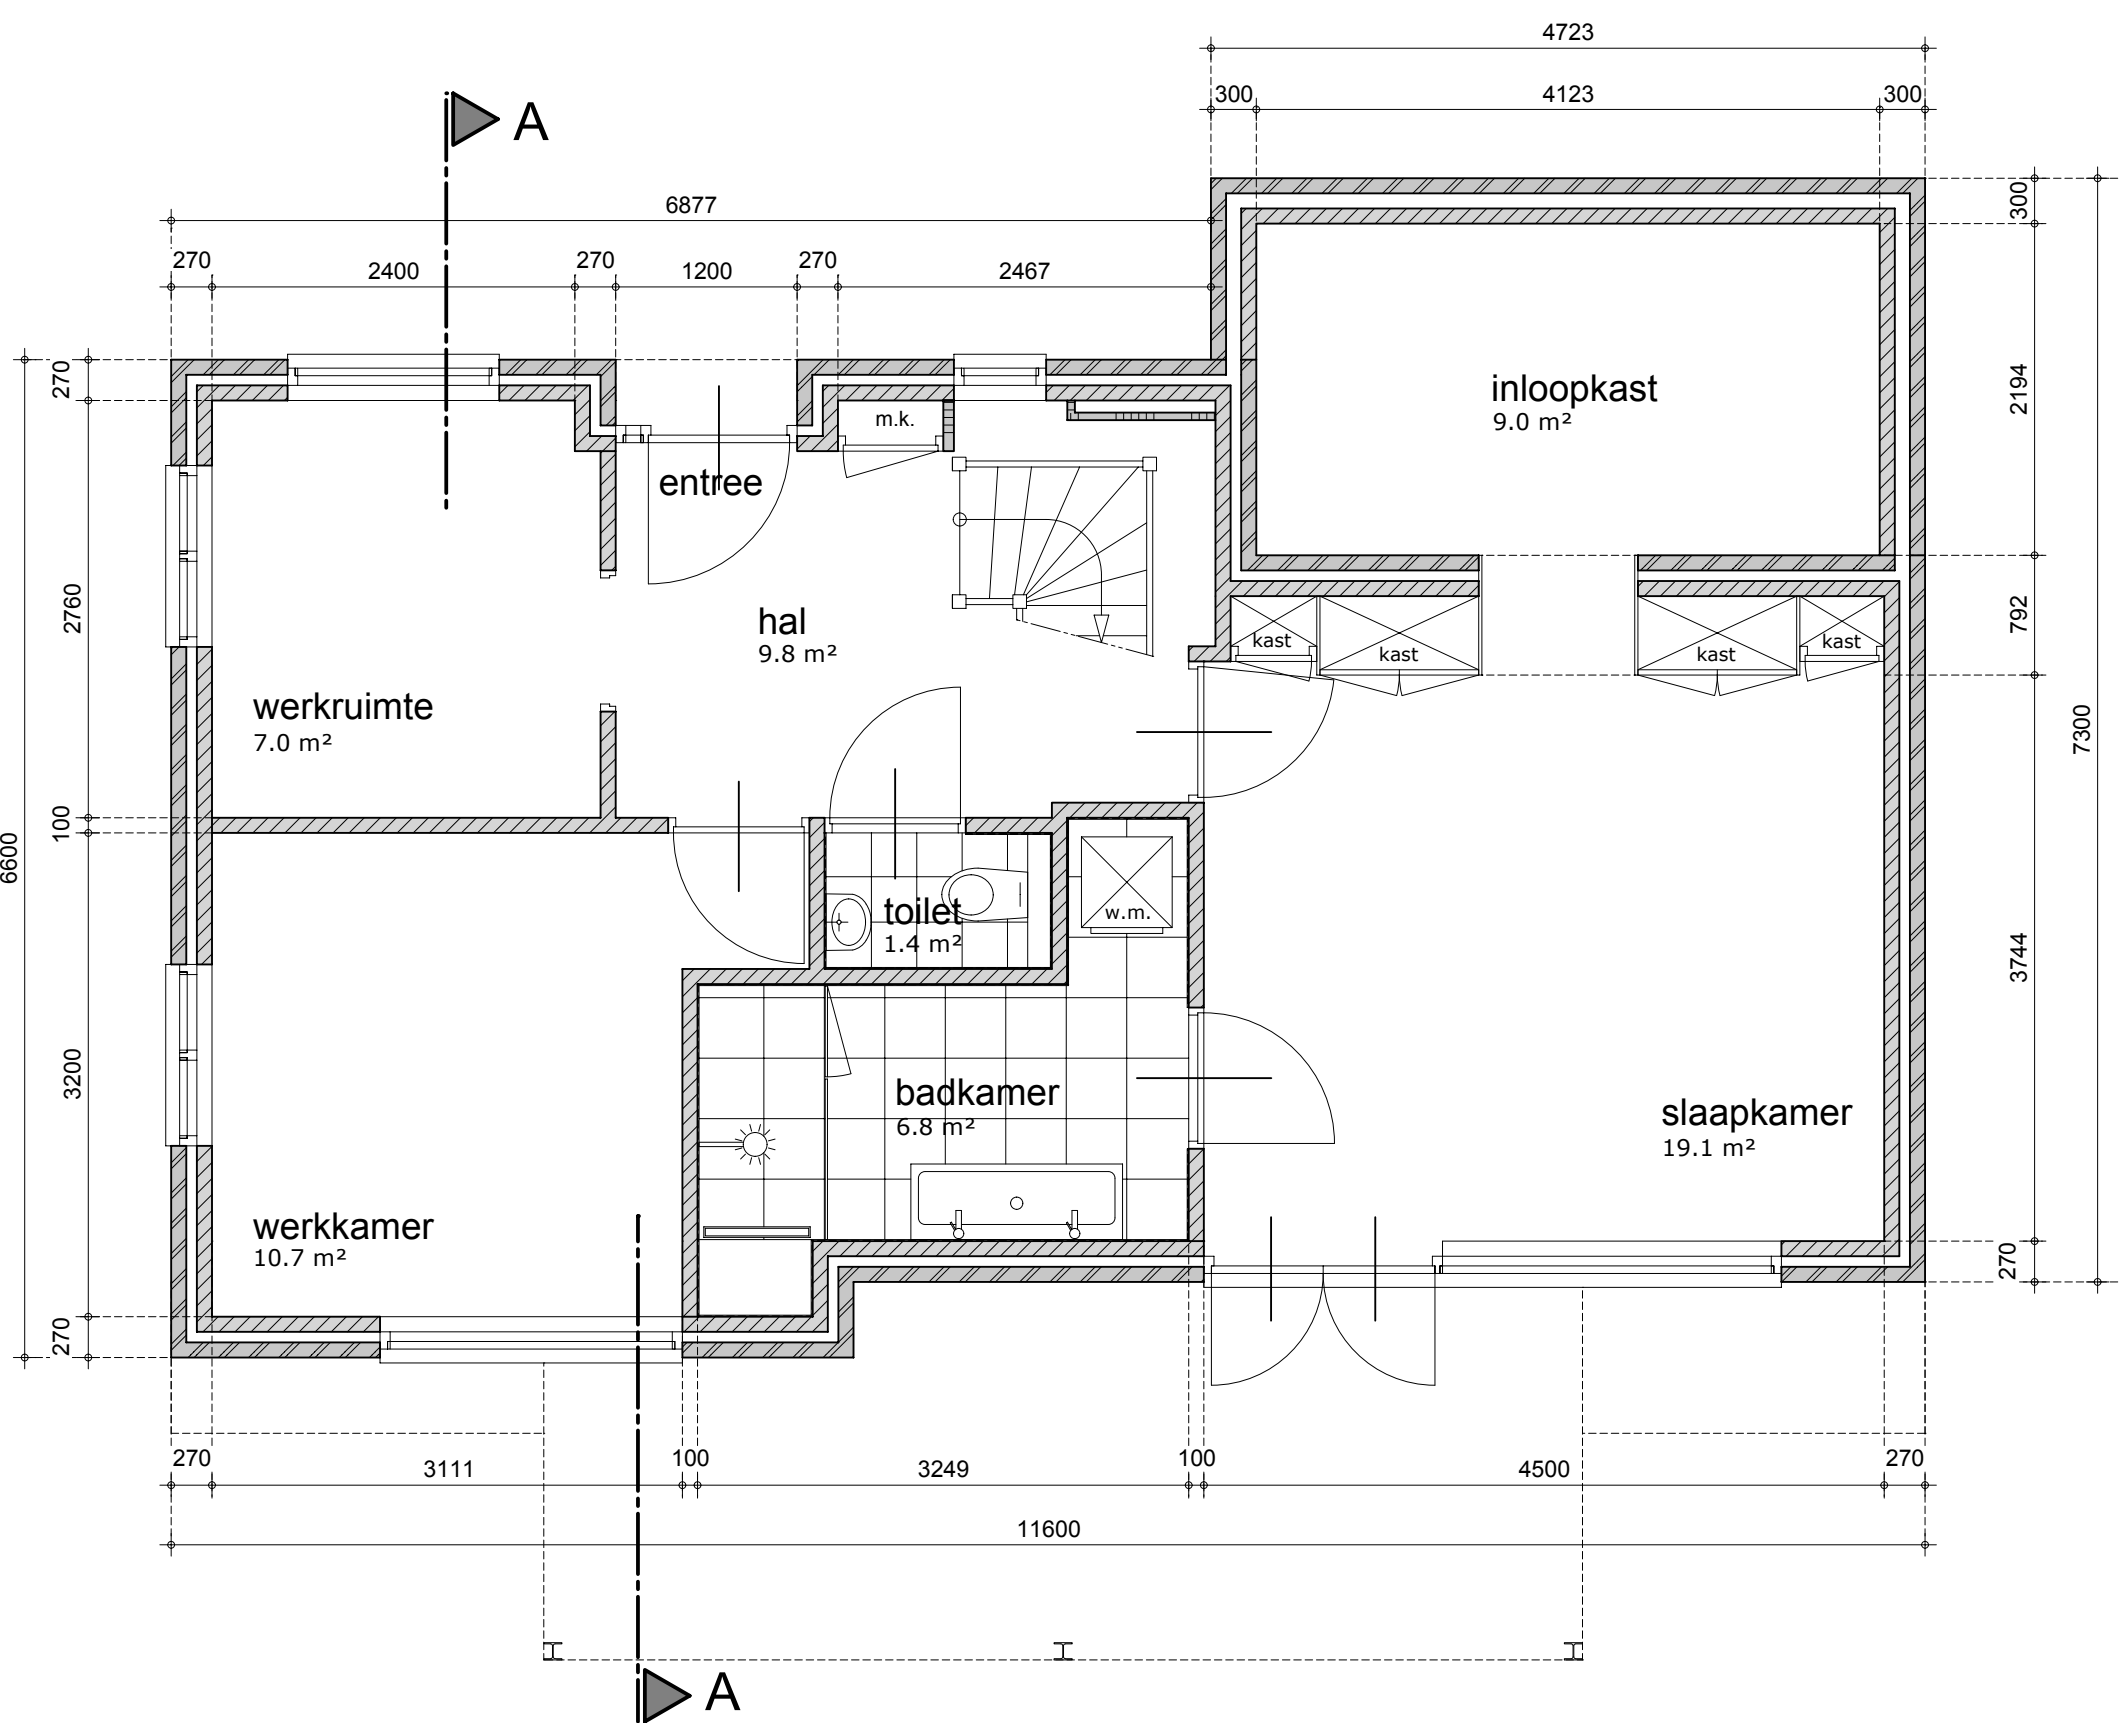 4723
300
4123
300
A
6877
270
2400
270
1200
270
2467
300
270
inloopkast
9.0 m²
2194
m.k.
entree
2760
hal
9.8 m²
kast
kast
kast
kast
792
werkruimte
7.0 m²
7300
100
6600
toilet
1.4 m²
w.m.
3744
3200
badkamer
6.8 m²
slaapkamer
19.1 m²
werkkamer
10.7 m²
270
270
270
3111
100
3249
100
4500
270
11600
A